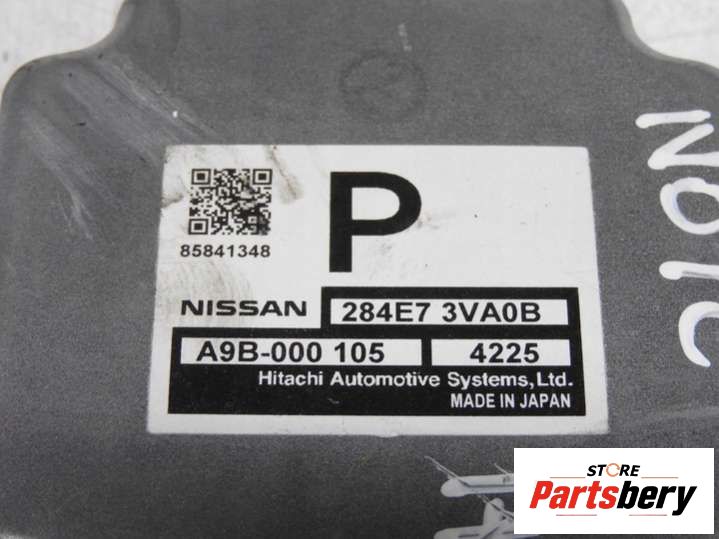 P
85841348
NISSAN 284E7 3VA0B
A9B-000 105 4225
Hitachi Automotive Systems, Ltd.
MADE IN JAPAN
STORE
Partsbery